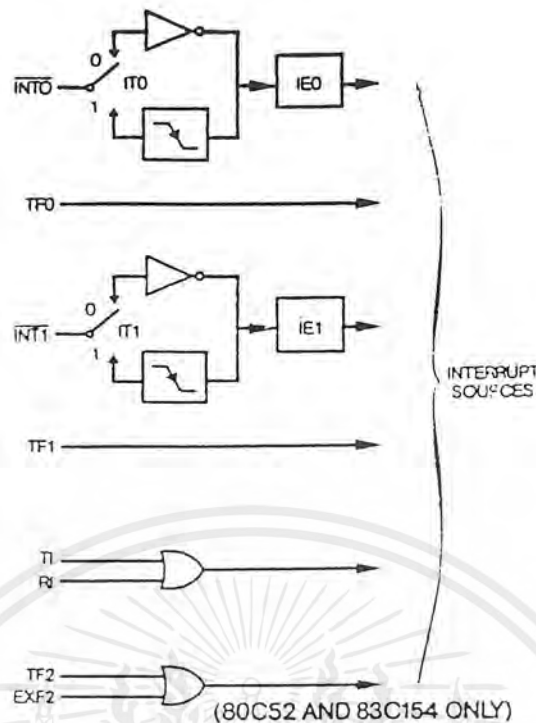 0
INT0
IT0
IE0
1
TF0
0
INT1
IT1
IE1
1
INTERRUPT
SOURCES
TF1
TI
RI
TF2
EXF2
(80C52 AND 83C154 ONLY)